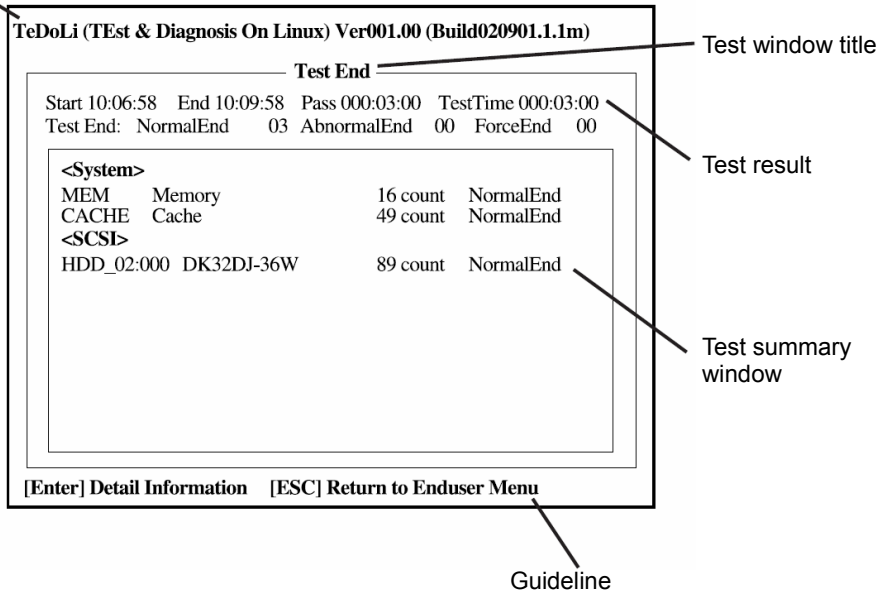 TeDoLi (TEst & Diagnosis On Linux) Ver001.00 (Build020901.1.1m)
Test window title
Test End
Start 10:06:58 End 10:09:58 Pass 000:03:00 TestTime 000:03:00
Test End: NormalEnd 03 AbnormalEnd 00 ForceEnd 00
Test result
<System>
MEM Memory 16 count NormalEnd
CACHE Cache 49 count NormalEnd
<SCSI>
HDD_02:000 DK32DJ-36W 89 count NormalEnd
Test summary
window
[Enter] Detail Information [ESC] Return to Enduser Menu
Guideline